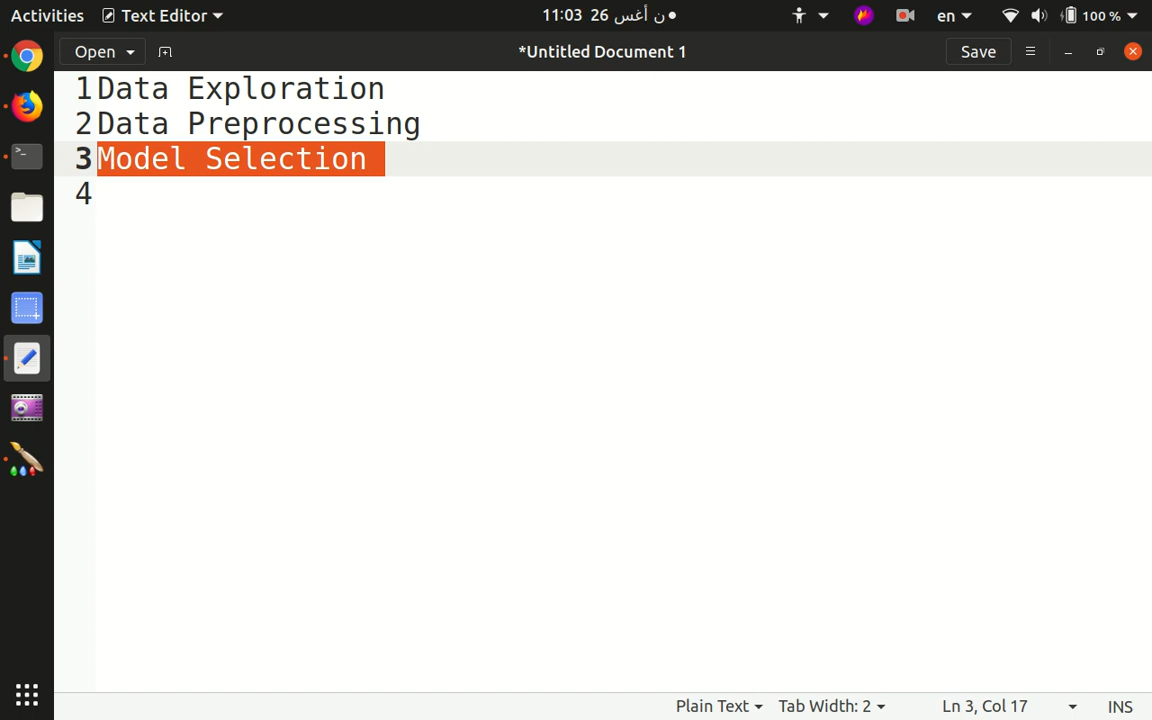 Activities Text Editor 11:03 26 ن أغس en 100 %
Open *Untitled Document 1 Save
1 Data Exploration
2 Data Preprocessing
3 Model Selection
4
Plain Text Tab Width: 2 Ln 3, Col 17 INS